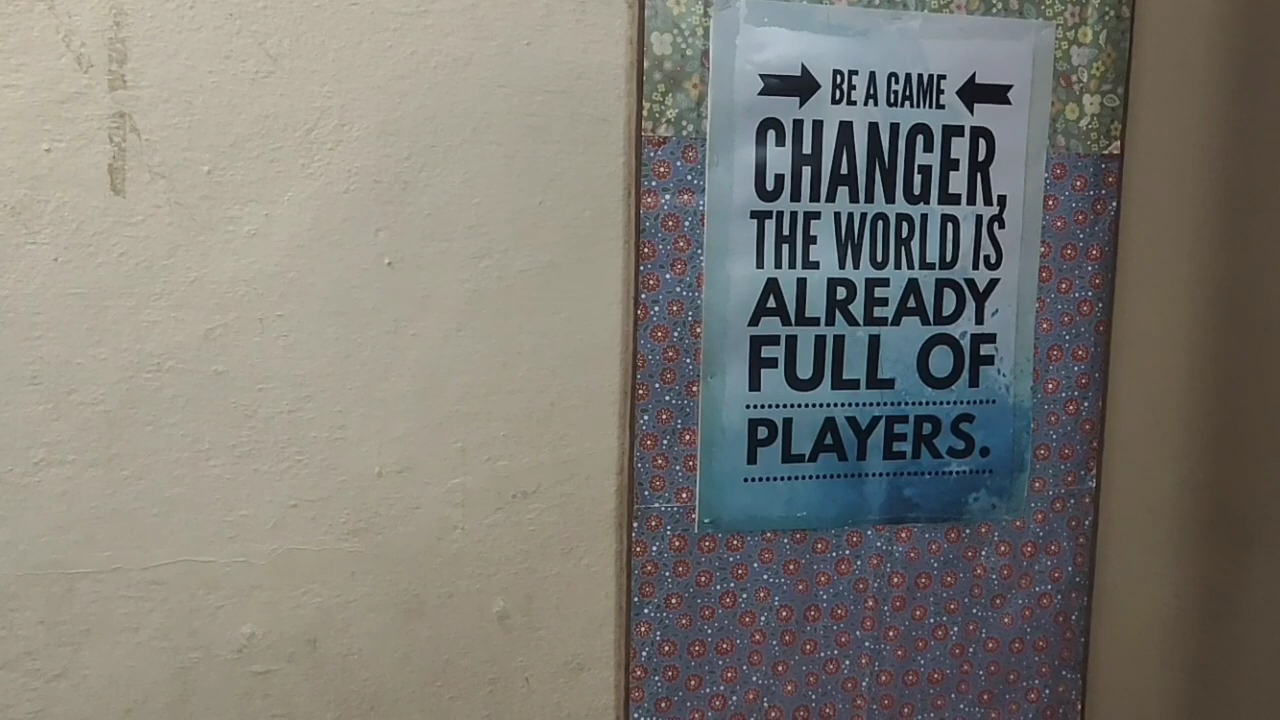 BE A GAME
CHANGER,
THE WORLD IS
ALREADY
FULL OF
PLAYERS.